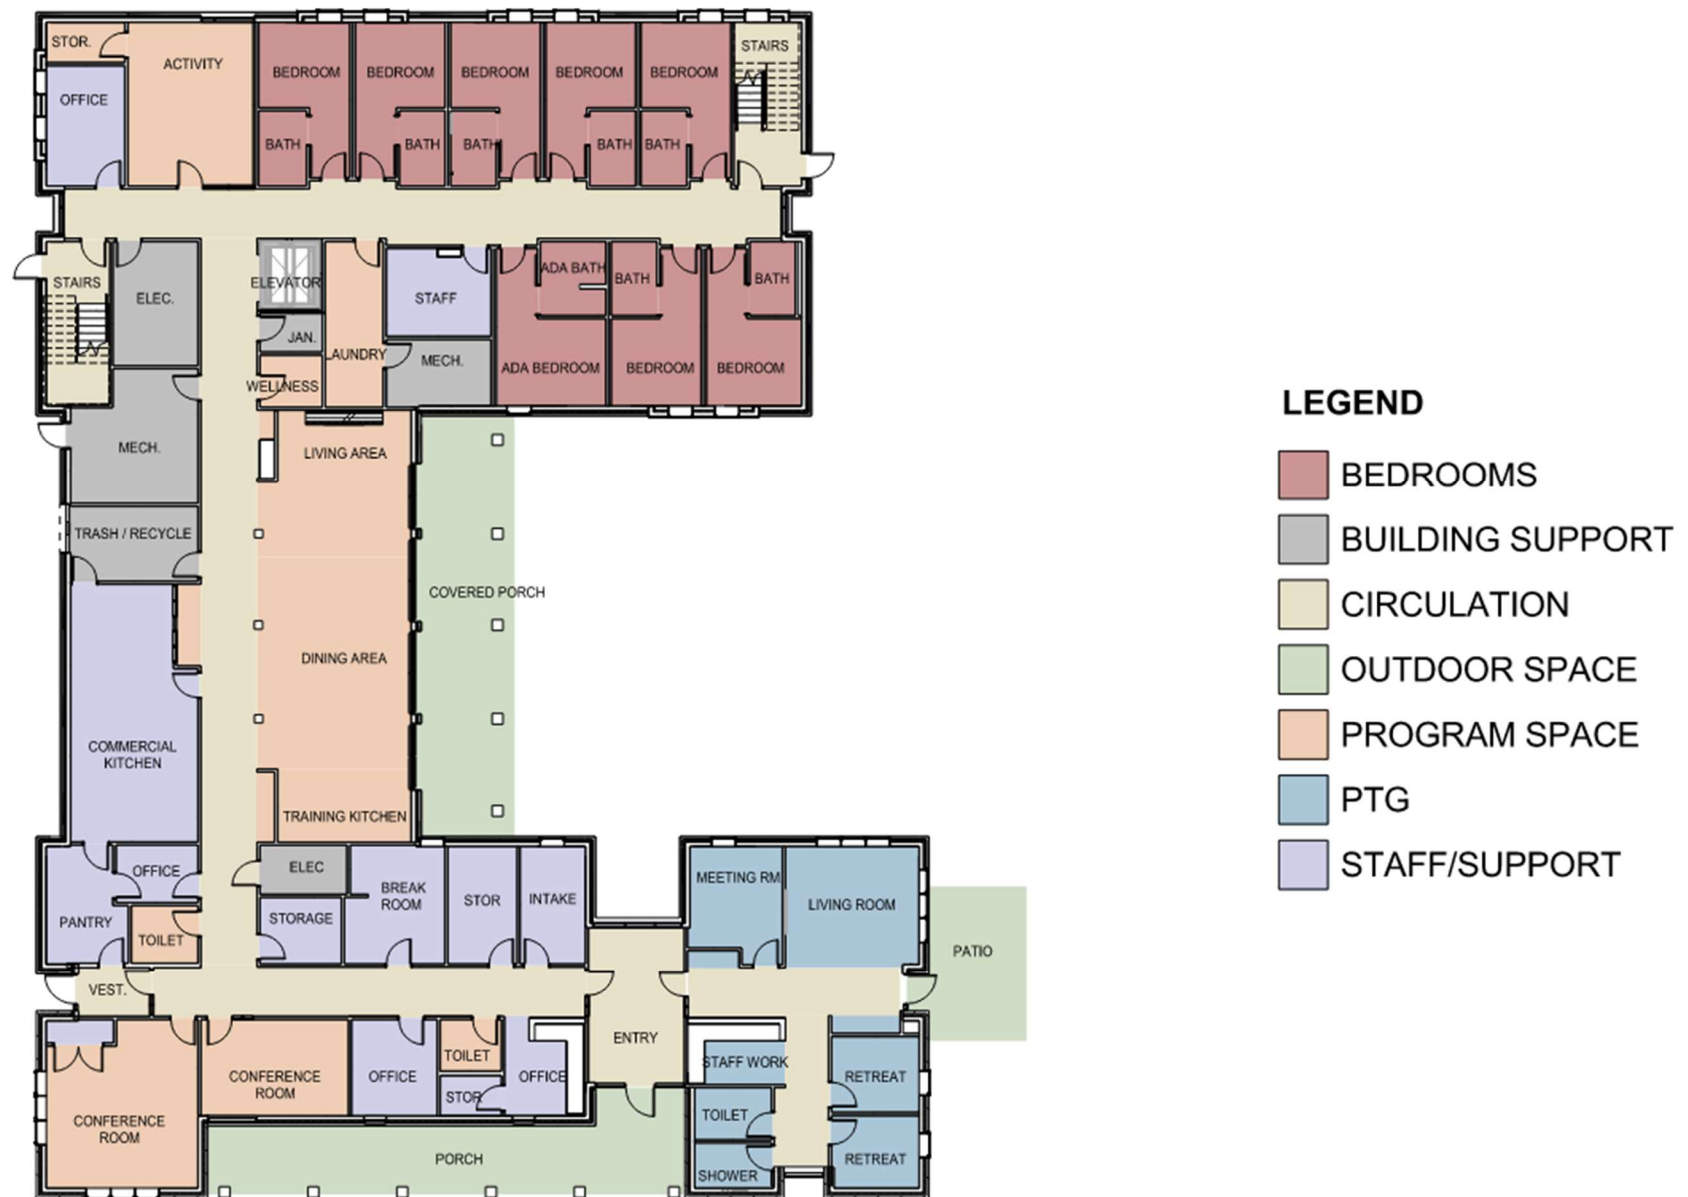 STOR.
ACTIVITY
OFFICE
BEDROOM
BEDROOM
BEDROOM
BEDROOM
BEDROOM
STAIRS
BATH
BATH
BATH
BATH
BATH
STAIRS
ELEC.
ELEVATOR
JAN.
WELLNESS
LAUNDRY
STAFF
MECH.
ADA BATH
BATH
BATH
ADA BEDROOM
BEDROOM
BEDROOM
MECH.
TRASH / RECYCLE
LIVING AREA
COVERED PORCH
DINING AREA
COMMERCIAL
KITCHEN
TRAINING KITCHEN
OFFICE
PANTRY
TOILET
ELEC
STORAGE
BREAK
ROOM
STOR
INTAKE
MEETING RM
LIVING ROOM
PATIO
VEST.
ENTRY
CONFERENCE
ROOM
CONFERENCE
ROOM
OFFICE
TOILET
STOR
OFFICE
STAFF WORK
RETREAT
TOILET
RETREAT
SHOWER
PORCH
LEGEND
BEDROOMS
BUILDING SUPPORT
CIRCULATION
OUTDOOR SPACE
PROGRAM SPACE
PTG
STAFF/SUPPORT